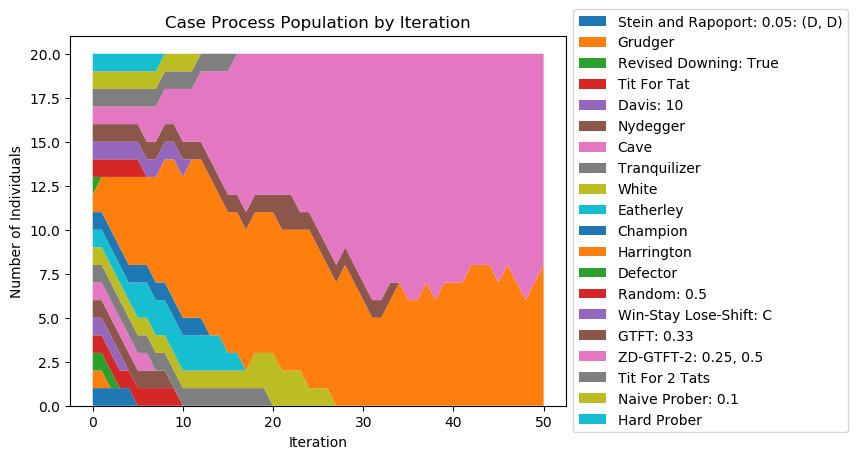 Case Process Population by Iteration
Number of Individuals
20.0
17.5
15.0
12.5
10.0
7.5
5.0
2.5
0.0
0 10 20 30 40 50
Iteration
Stein and Rapoport: 0.05: (D, D)
Grudger
Revised Downing: True
Tit For Tat
Davis: 10
Nydegger
Cave
Tranquilizer
White
Eatherley
Champion
Harrington
Defector
Random: 0.5
Win-Stay Lose-Shift: C
GTFT: 0.33
ZD-GTFT-2: 0.25, 0.5
Tit For 2 Tats
Naive Prober: 0.1
Hard Prober